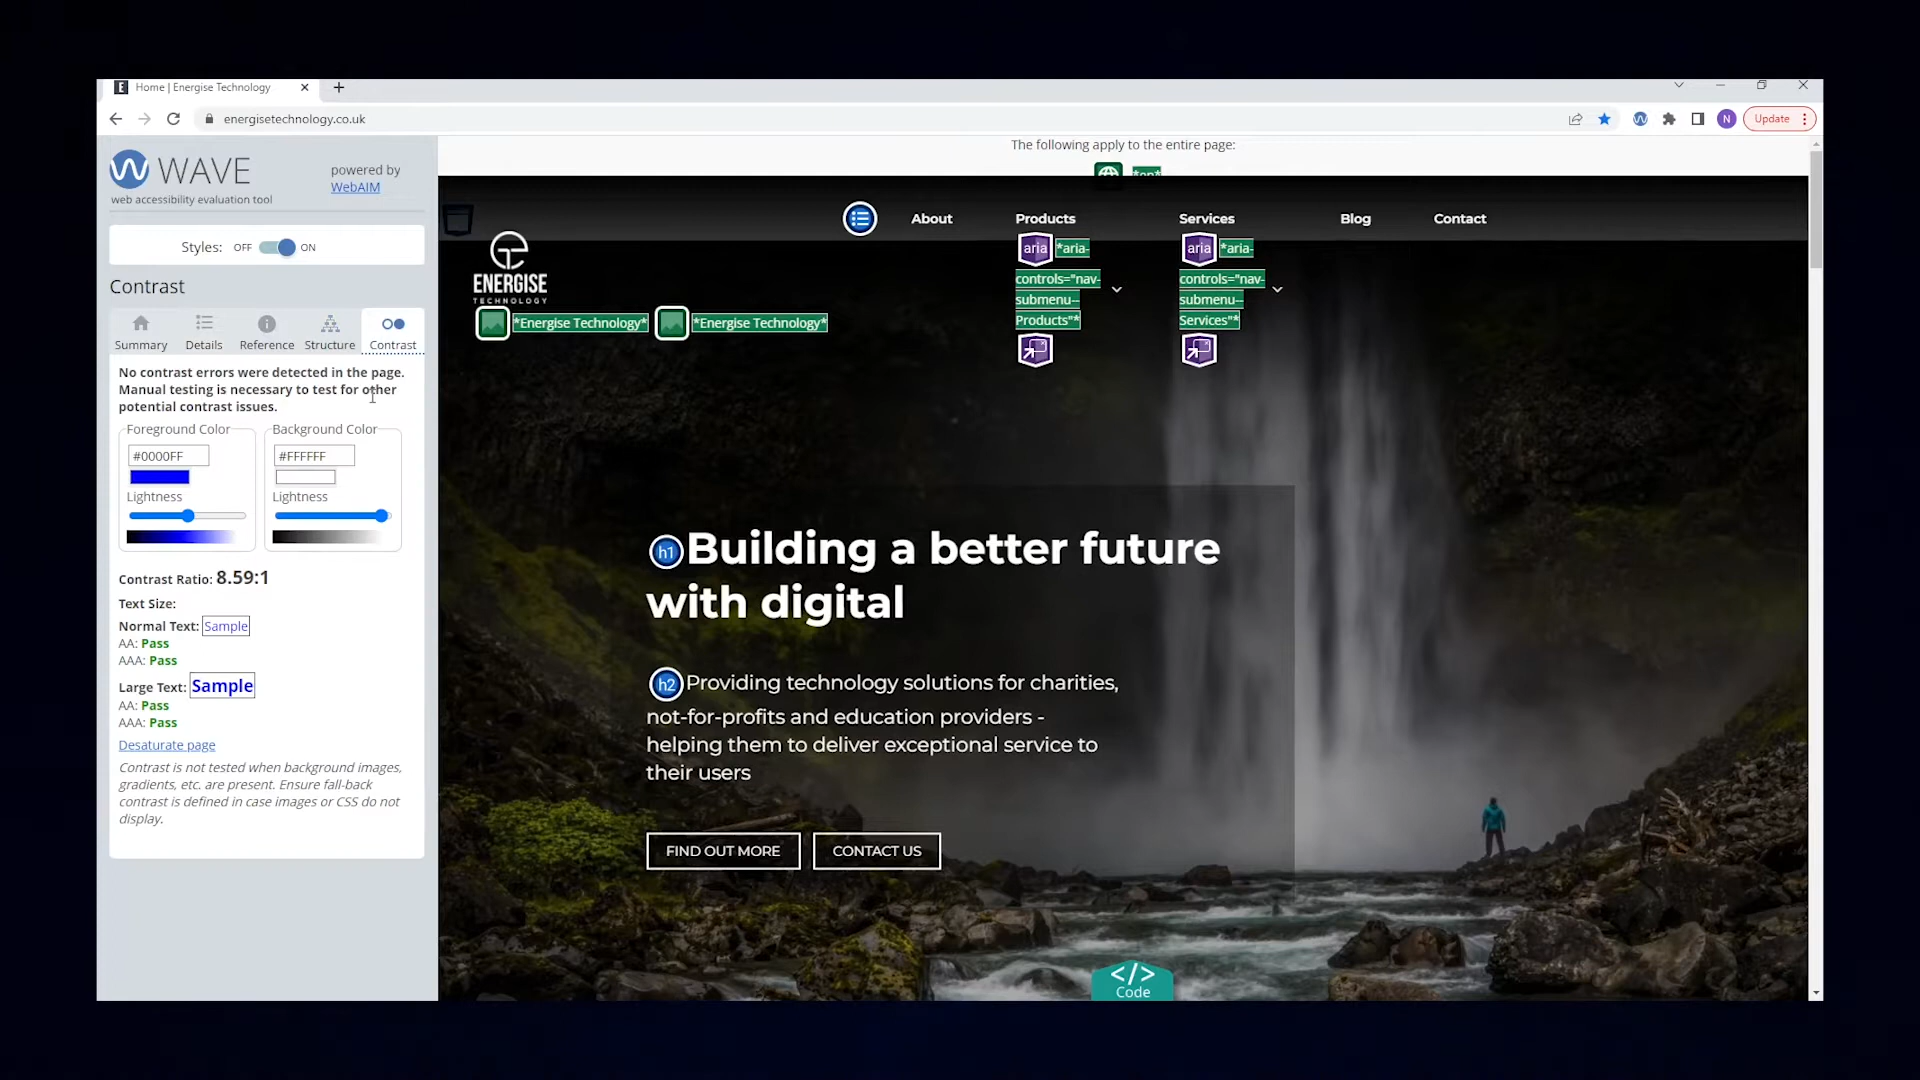 E Home | Energise Technology
energisetechnology.co.uk
N
Update
WAVE
powered by
WebAIM
web accessibility evaluation tool
Styles: OFF ON
Contrast
Summary Details Reference Structure Contrast
No contrast errors were detected in the page.
Manual testing is necessary to test for other
potential contrast issues.
Foreground Color
#0000FF
Lightness
Background Color
#FFFFFF
Lightness
Contrast Ratio: 8.59:1
Text Size:
Normal Text: Sample
AA: Pass
AAA: Pass
Large Text: Sample
AA: Pass
AAA: Pass
Desaturate page
Contrast is not tested when background images,
gradients, etc. are present. Ensure fall-back
contrast is defined in case images or CSS do not
display.
The following apply to the entire page:
*en*
About Products Services Blog Contact
aria *aria-
controls="nav-
submenu--
Products"*
aria *aria-
controls="nav-
submenu--
Services"*
ENERGISE
TECHNOLOGY
*Energise Technology* *Energise Technology*
h1 Building a better future
with digital
h2 Providing technology solutions for charities,
not-for-profits and education providers -
helping them to deliver exceptional service to
their users
FIND OUT MORE CONTACT US
</>
Code